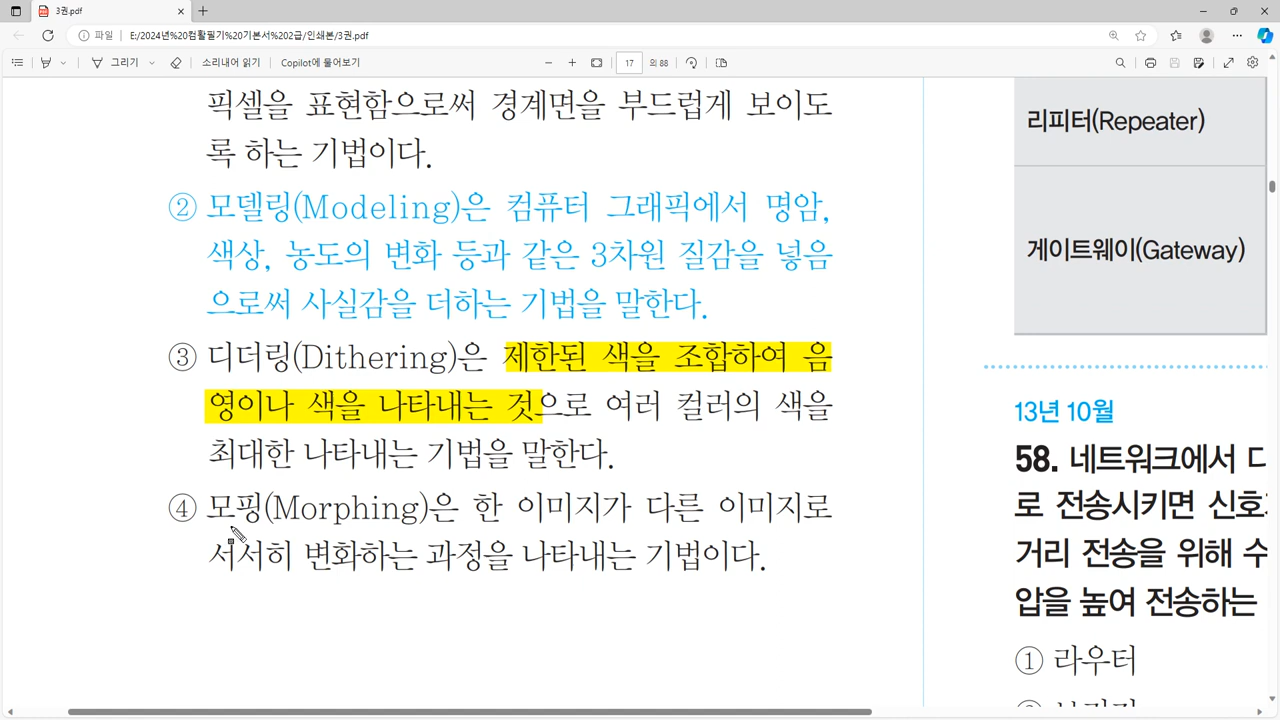 3권.pdf
파일
E:/2024년%20컴활필기%20기본서%202급/인쇄본/3권.pdf
그리기
소리내어 읽기
Copilot에 물어보기
17
의 88
픽셀을 표현함으로써 경계면을 부드럽게 보이도
록 하는 기법이다.
② 모델링(Modeling)은 컴퓨터 그래픽에서 명암,
색상, 농도의 변화 등과 같은 3차원 질감을 넣음
으로써 사실감을 더하는 기법을 말한다.
③ 디더링(Dithering)은 제한된 색을 조합하여 음
영이나 색을 나타내는 것으로 여러 컬러의 색을
최대한 나타내는 기법을 말한다.
④ 모핑(Morphing)은 한 이미지가 다른 이미지로
서서히 변화하는 과정을 나타내는 기법이다.
리피터(Repeater)
게이트웨이(Gateway)
13년 10월
58. 네트워크에서 디
로 전송시키면 신호
거리 전송을 위해 수
압을 높여 전송하는
① 라우터